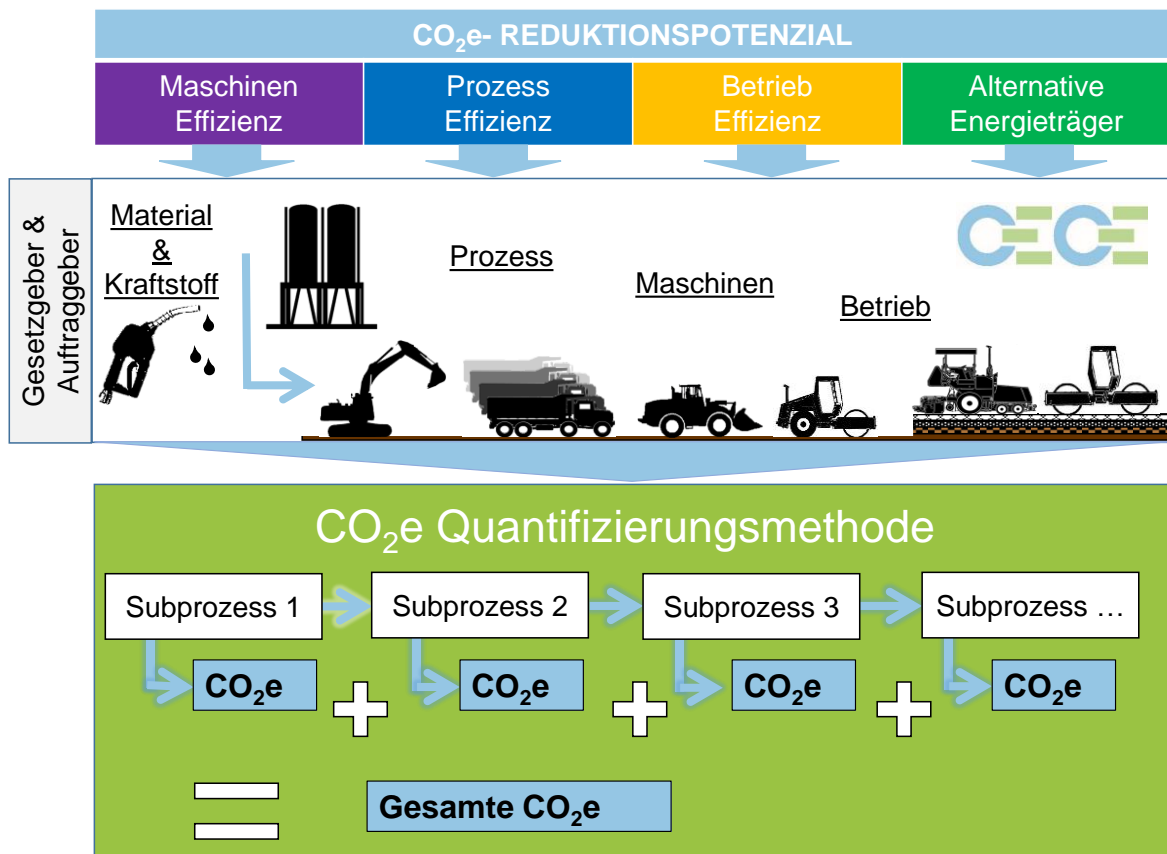 CO₂e- REDUKTIONSPOTENZIAL
Maschinen
Effizienz
Prozess
Effizienz
Betrieb
Effizienz
Alternative
Energieträger
Gesetzgeber &
Auftraggeber
Material
&
Kraftstoff
Prozess
Maschinen
Betrieb
CECE
CO₂e Quantifizierungsmethode
Subprozess 1
Subprozess 2
Subprozess 3
Subprozess …
CO₂e
CO₂e
CO₂e
CO₂e
Gesamte CO₂e